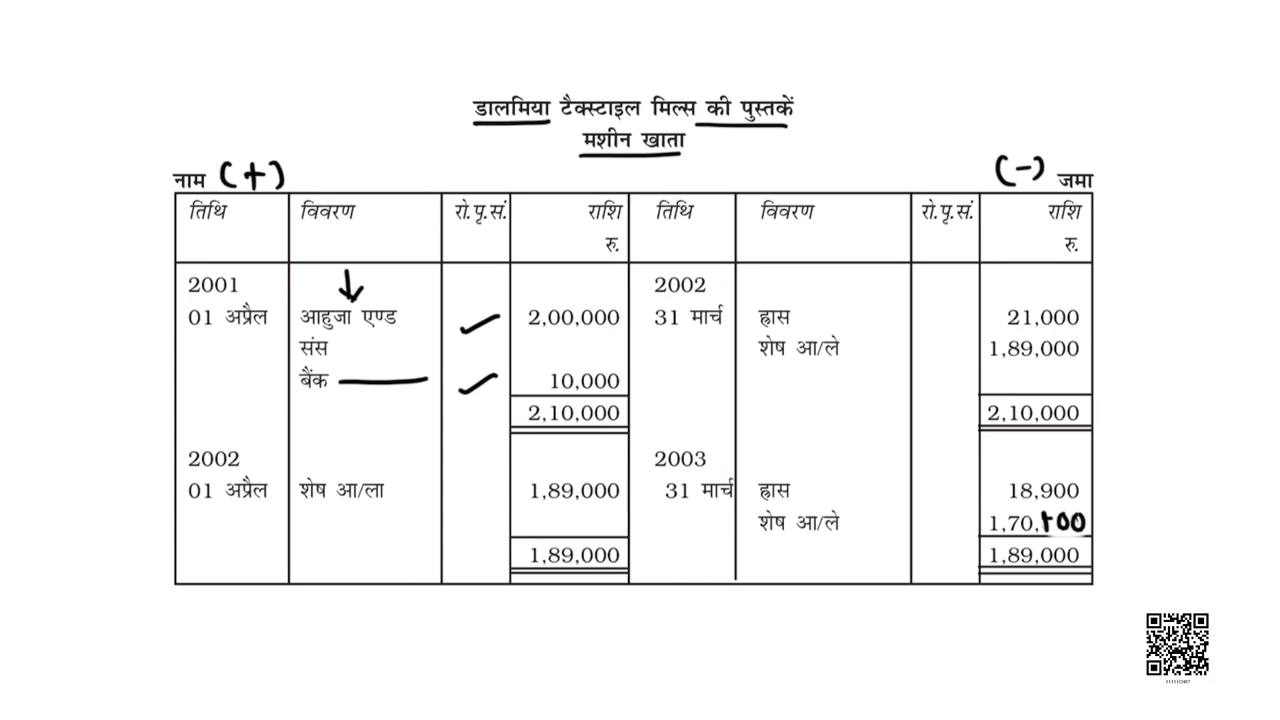 डालमिया टैक्स्टाइल मिल्स की पुस्तकें
मशीन खाता
नाम (+) (-) जमा
तिथि विवरण रो.पृ.सं. राशि तिथि विवरण रो.पृ.सं. राशि
रु. रु.
2001 2002
01 अप्रैल आहुजा एण्ड 2,00,000 31 मार्च ह्रास 21,000
संस शेष आ/ले 1,89,000
बैंक 10,000
2,10,000 2,10,000
2002 2003
01 अप्रैल शेष आ/ला 1,89,000 31 मार्च ह्रास 18,900
शेष आ/ले 1,70,100
1,89,000 1,89,000
11111CH07